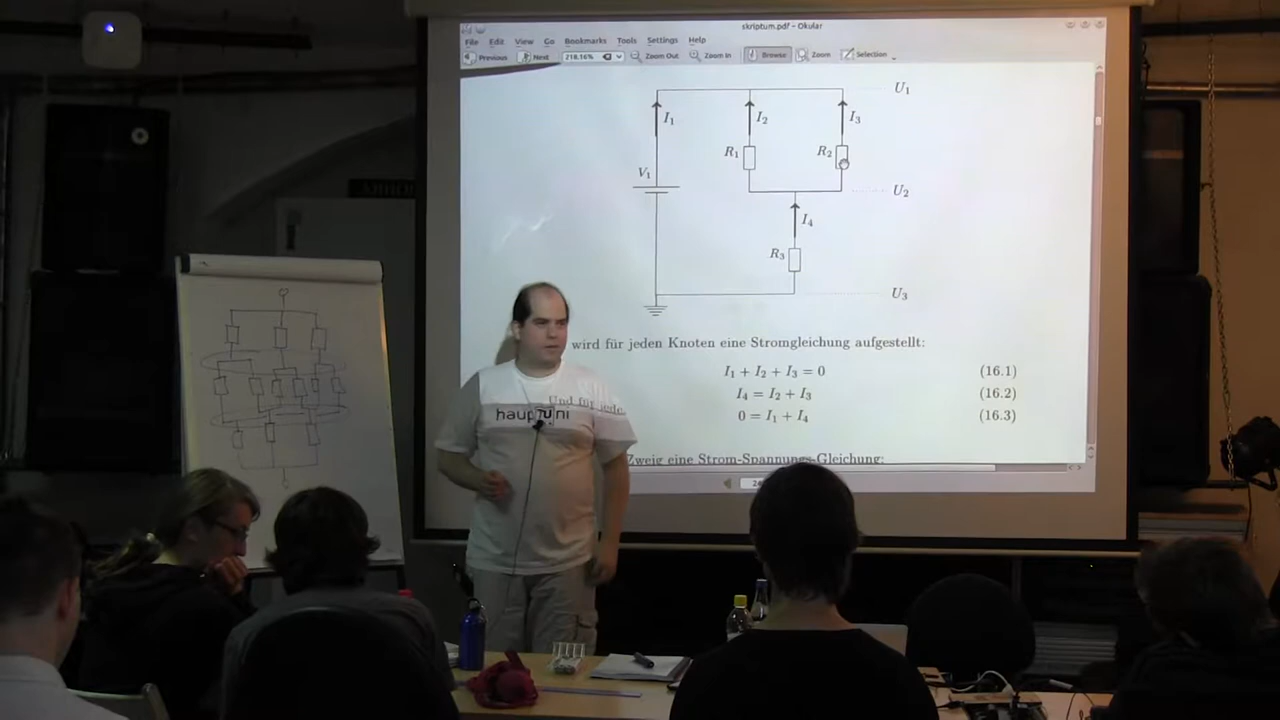 skriptum.pdf - Okular
File Edit View Go Bookmarks Tools Settings Help
Previous Next 218.16% Zoom Out Zoom In Browse Zoom Selection
U₁
I₁ I₂ I₃
R₁ R₂
V₁
U₂
I₄
R₃
U₃
wird für jeden Knoten eine Stromgleichung aufgestellt:
I₁ + I₂ + I₃ = 0 (16.1)
I₄ = I₂ + I₃ (16.2)
0 = I₁ + I₄ (16.3)
Und für jede
haupTUni
Zweig eine Strom-Spannungs-Gleichung: